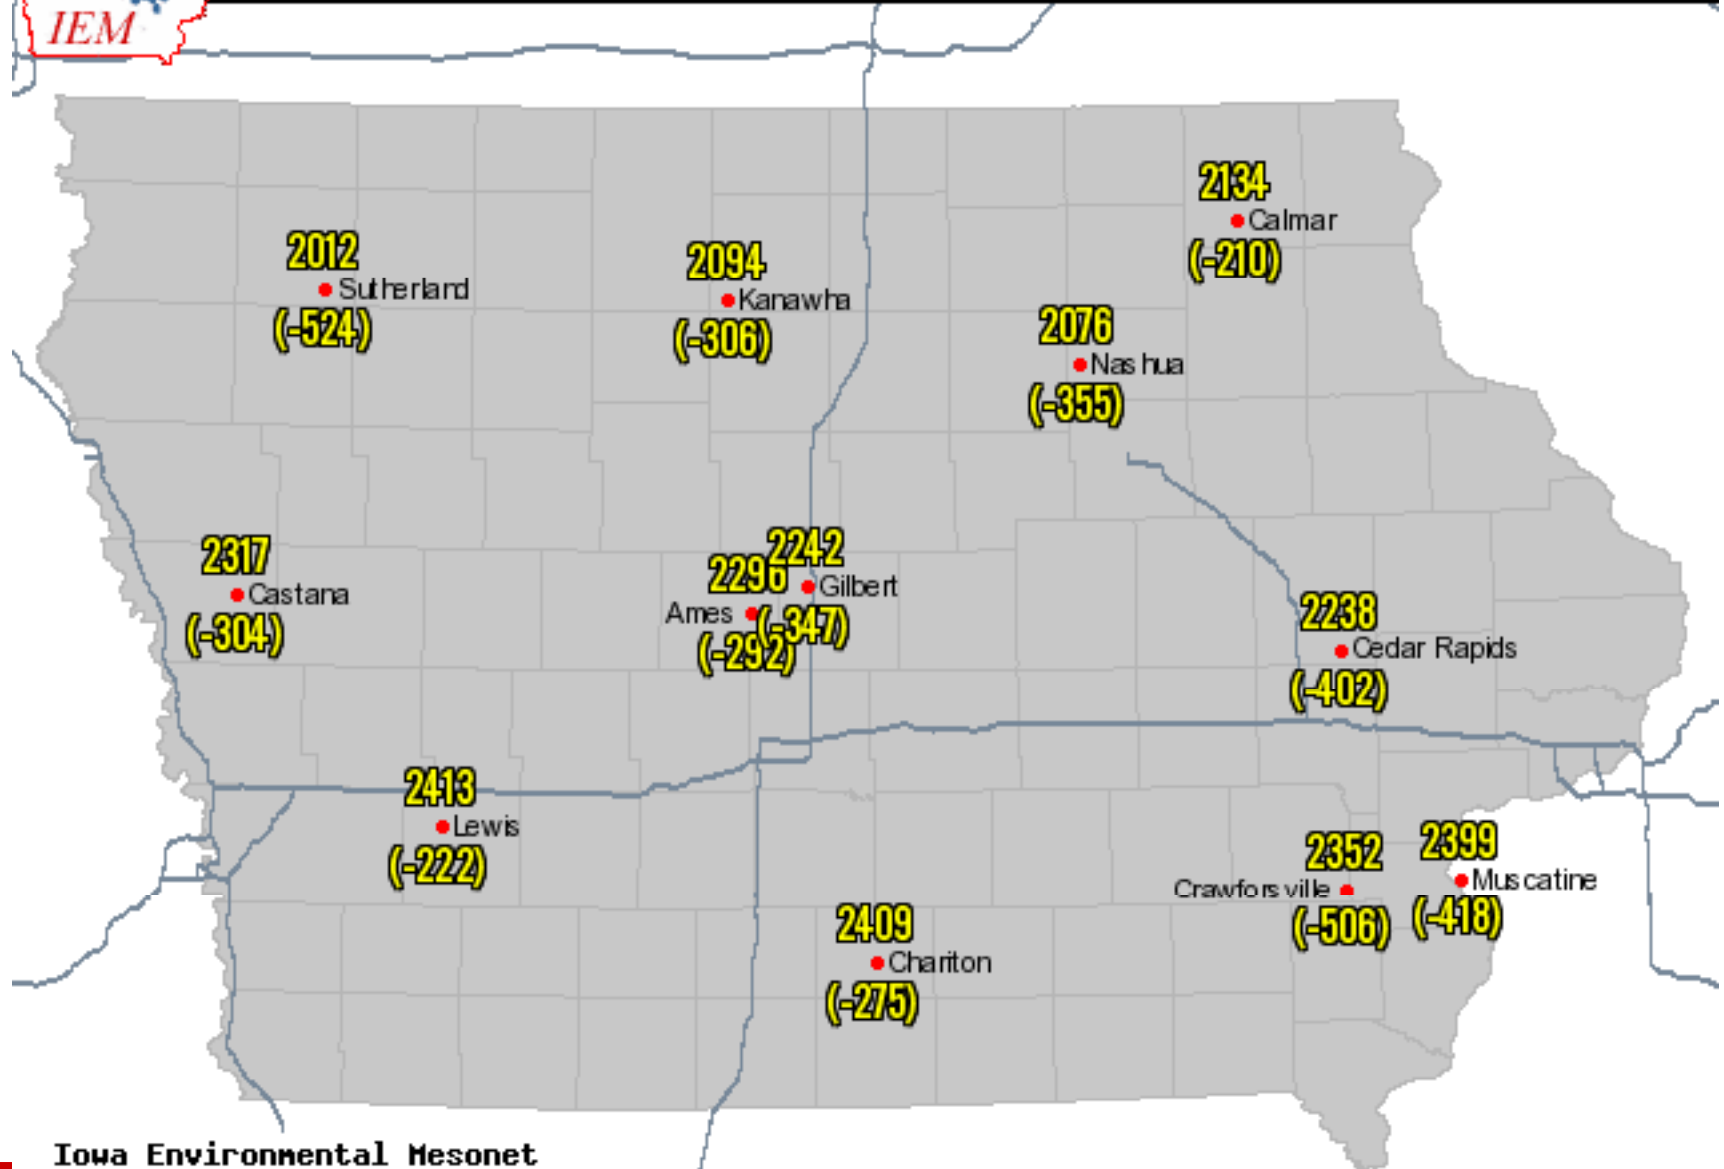 IEM
2134
Calmar
(-210)
2012
Sutherland
(-524)
2094
Kanawha
(-306)
2076
Nashua
(-355)
2317
Castana
(-304)
2296
Ames
(-292)
2242
Gilbert
(-347)
2238
Cedar Rapids
(-402)
2413
Lewis
(-222)
2352
Crawforsville
(-506)
2399
Muscatine
(-418)
2409
Chariton
(-275)
Iowa Environmental Mesonet